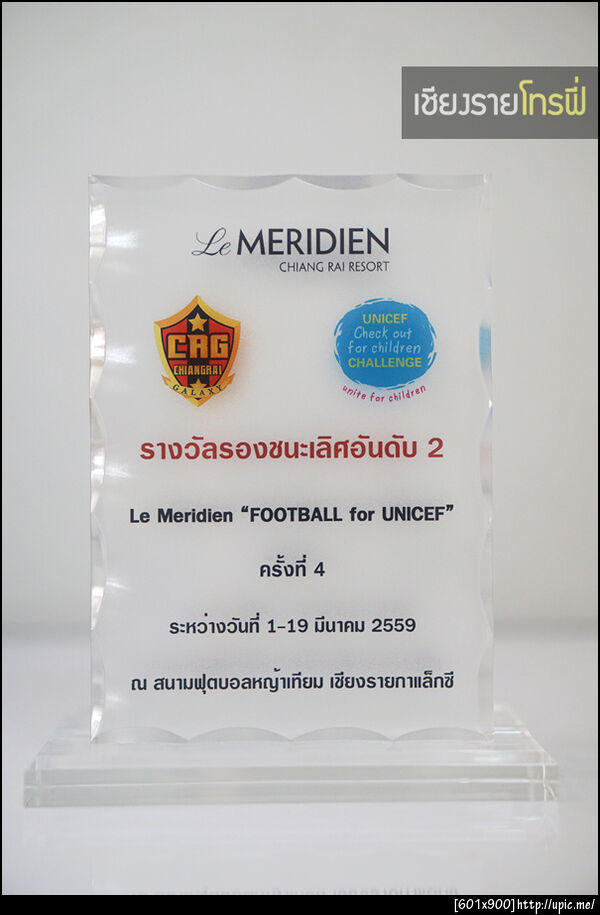 เชียงรายโทรฟี่
Le MERIDIEN
CHIANG RAI RESORT
CRG
CHIANGRAI
GALAXY
UNICEF
Check out
for children
CHALLENGE
unite for children
รางวัลรองชนะเลิศอันดับ 2
Le Meridien “FOOTBALL for UNICEF”
ครั้งที่ 4
ระหว่างวันที่ 1-19 มีนาคม 2559
ณ สนามฟุตบอลหญ้าเทียม เชียงรายกาแล็กซี
[601x900]http://upic.me/